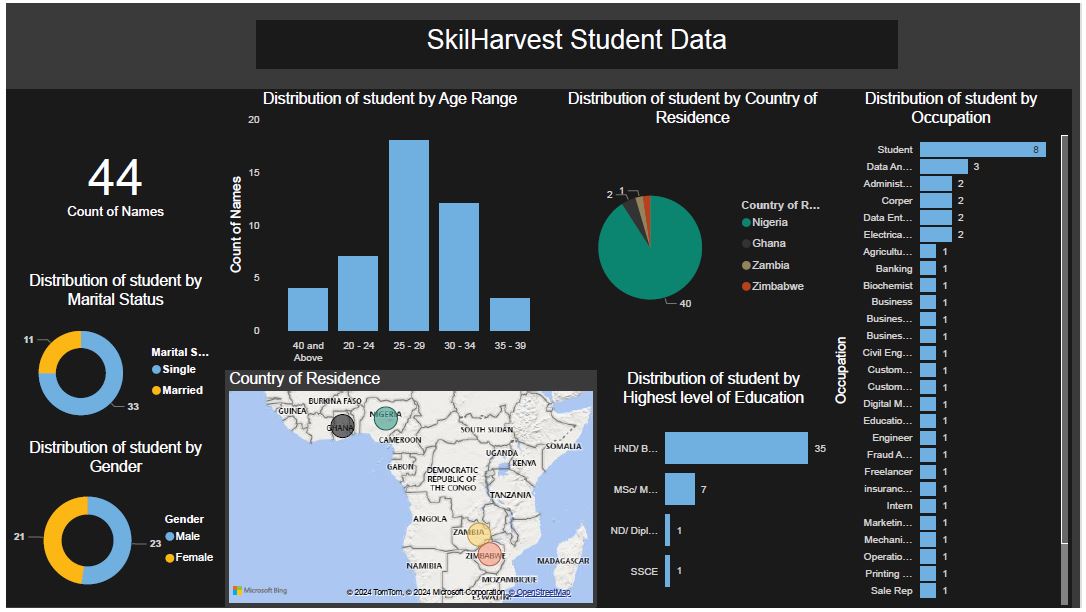 SkilHarvest Student Data
44
Count of Names
Distribution of student by
Marital Status
11
33
Marital S...
Single
Married
Distribution of student by
Gender
21
23
Gender
Male
Female
Distribution of student by Age Range
Count of Names
20
15
10
5
0
40 and
Above
20 - 24
25 - 29
30 - 34
35 - 39
Distribution of student by Country of
Residence
2
1
40
Country of R...
Nigeria
Ghana
Zambia
Zimbabwe
Country of Residence
BURKINA FASO
GUINEA
GHANA
NIGERIA
CAMEROON
SOUTH SUDAN
SOMALIA
UGANDA
KENYA
GABON
DEMOCRATIC
REPUBLIC OF
THE CONGO
TANZANIA
ANGOLA
ZAMBIA
ZIMBABWE
NAMIBIA
MADAGASCAR
MOZAMBIQUE
ESWATINI
Microsoft Bing
© 2024 TomTom, © 2024 Microsoft Corporation, © OpenStreetMap
Distribution of student by
Highest level of Education
HND/ B... 35
MSc/ M... 7
ND/ Dipl... 1
SSCE 1
Distribution of student by
Occupation
Occupation
Student 8
Data An... 3
Administ... 2
Corper 2
Data Ent... 2
Electrica... 2
Agricultu... 1
Banking 1
Biochemist 1
Business 1
Busines... 1
Busines... 1
Civil Eng... 1
Custom... 1
Custom... 1
Digital M... 1
Educatio... 1
Engineer 1
Fraud A... 1
Freelancer 1
insuranc... 1
Intern 1
Marketin... 1
Mechani... 1
Operatio... 1
Printing ... 1
Sale Rep 1